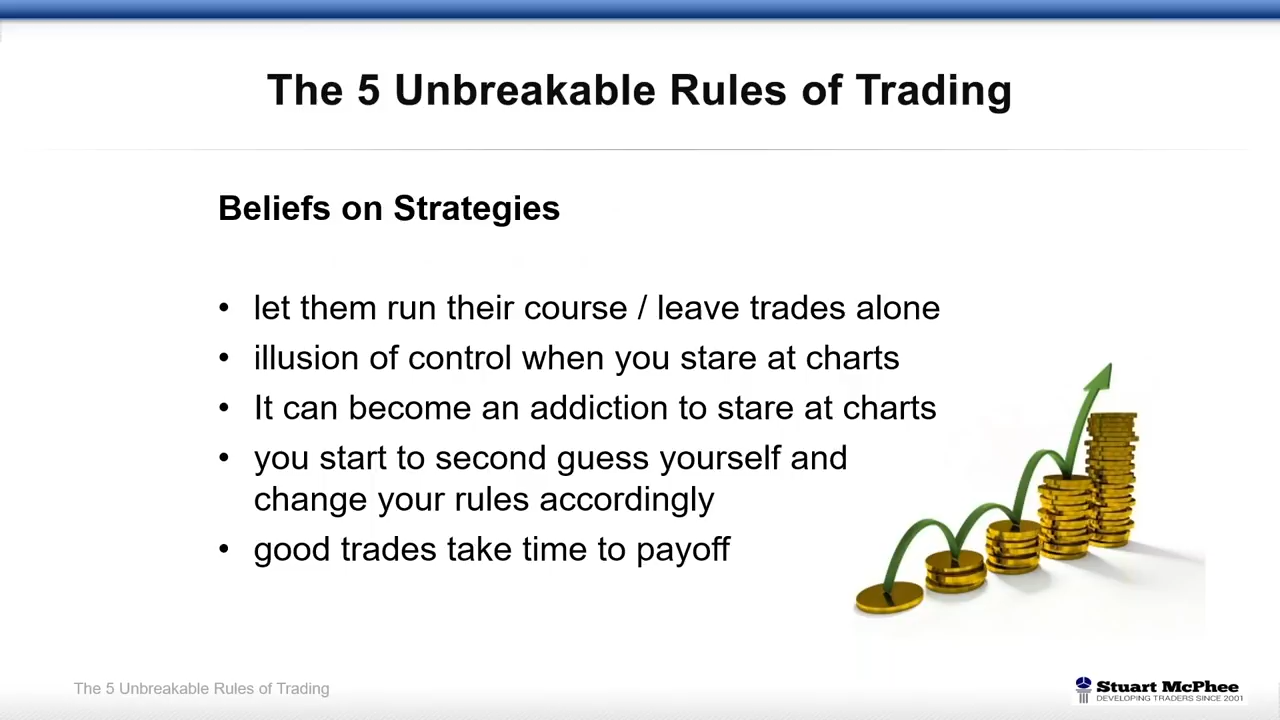 The 5 Unbreakable Rules of Trading
Beliefs on Strategies
• let them run their course / leave trades alone
• illusion of control when you stare at charts
• It can become an addiction to stare at charts
• you start to second guess yourself and
change your rules accordingly
• good trades take time to payoff
The 5 Unbreakable Rules of Trading
Stuart McPhee
DEVELOPING TRADERS SINCE 2001